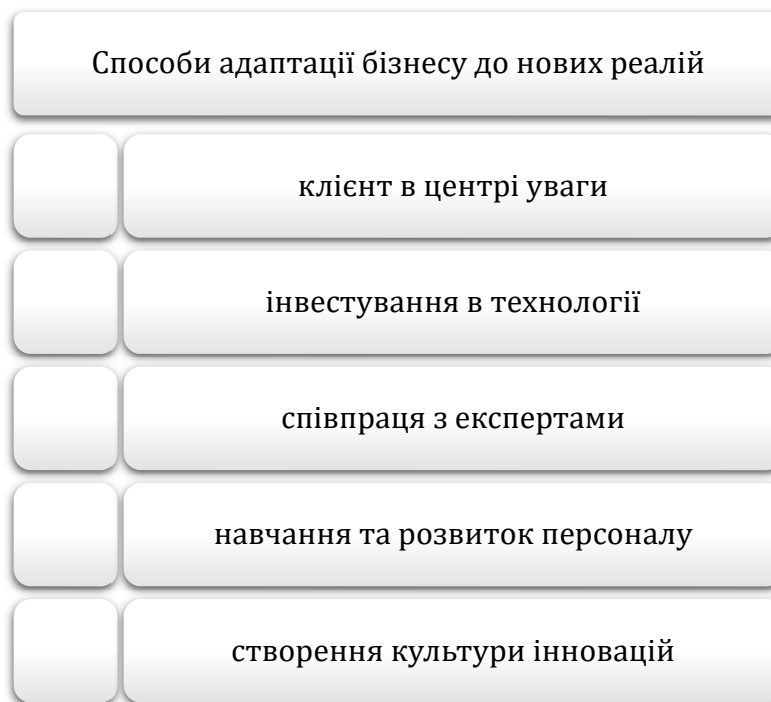 Способи адаптації бізнесу до нових реалій
клієнт в центрі уваги
інвестування в технології
співпраця з експертами
навчання та розвиток персоналу
створення культури інновацій